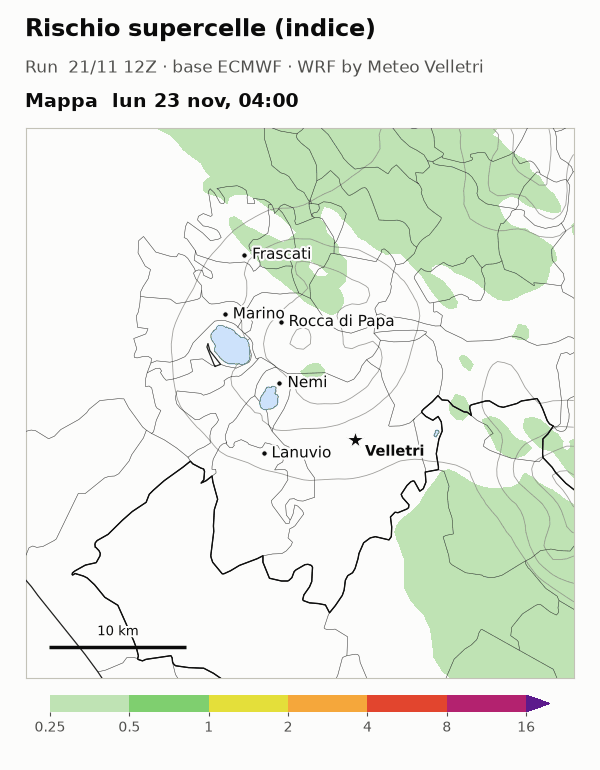 Rischio supercelle (indice)
Run  21/11 12Z · base ECMWF · WRF by Meteo Velletri
Mappa  lun 23 nov, 04:00
Frascati
Marino
Rocca di Papa
Nemi
Velletri
Lanuvio
10 km
0.25 0.5 1 2 4 8 16